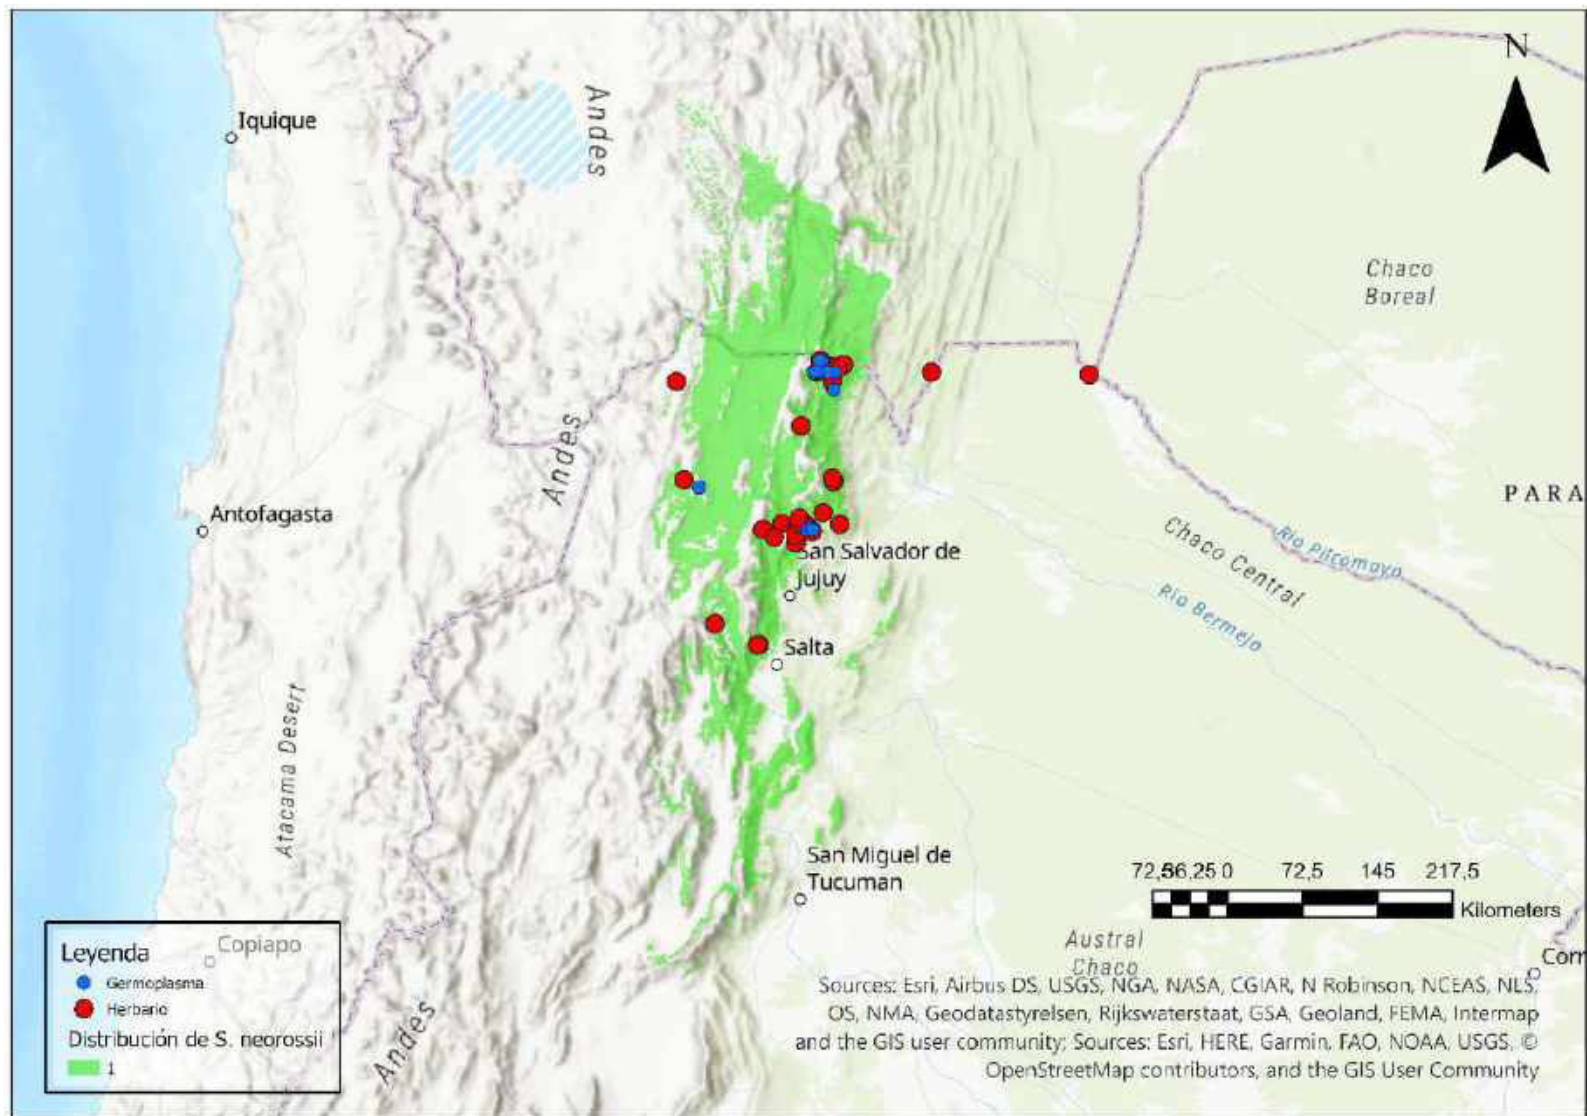 N
Iquique
Andes
Chaco
Boreal
Andes
Antofagasta
PARA
San Salvador de
Jujuy
Chaco Central
Río Pilcomayo
Río Bermejo
Salta
Atacama Desert
San Miguel de
Tucuman
72,5 0
72,5
145
217,5
Kilometers
Austral
Chaco
Corr
Leyenda
Copiapo
Germoplasma
Herbario
Distribución de S. neorossii
1
Andes
Sources: Esri, Airbus DS, USGS, NGA, NASA, CGIAR, N Robinson, NCEAS, NLS,
OS, NMA, Geodatastyrelsen, Rijkswaterstaat, GSA, Geoland, FEMA, Intermap
and the GIS user community; Sources: Esri, HERE, Garmin, FAO, NOAA, USGS, ©
OpenStreetMap contributors, and the GIS User Community